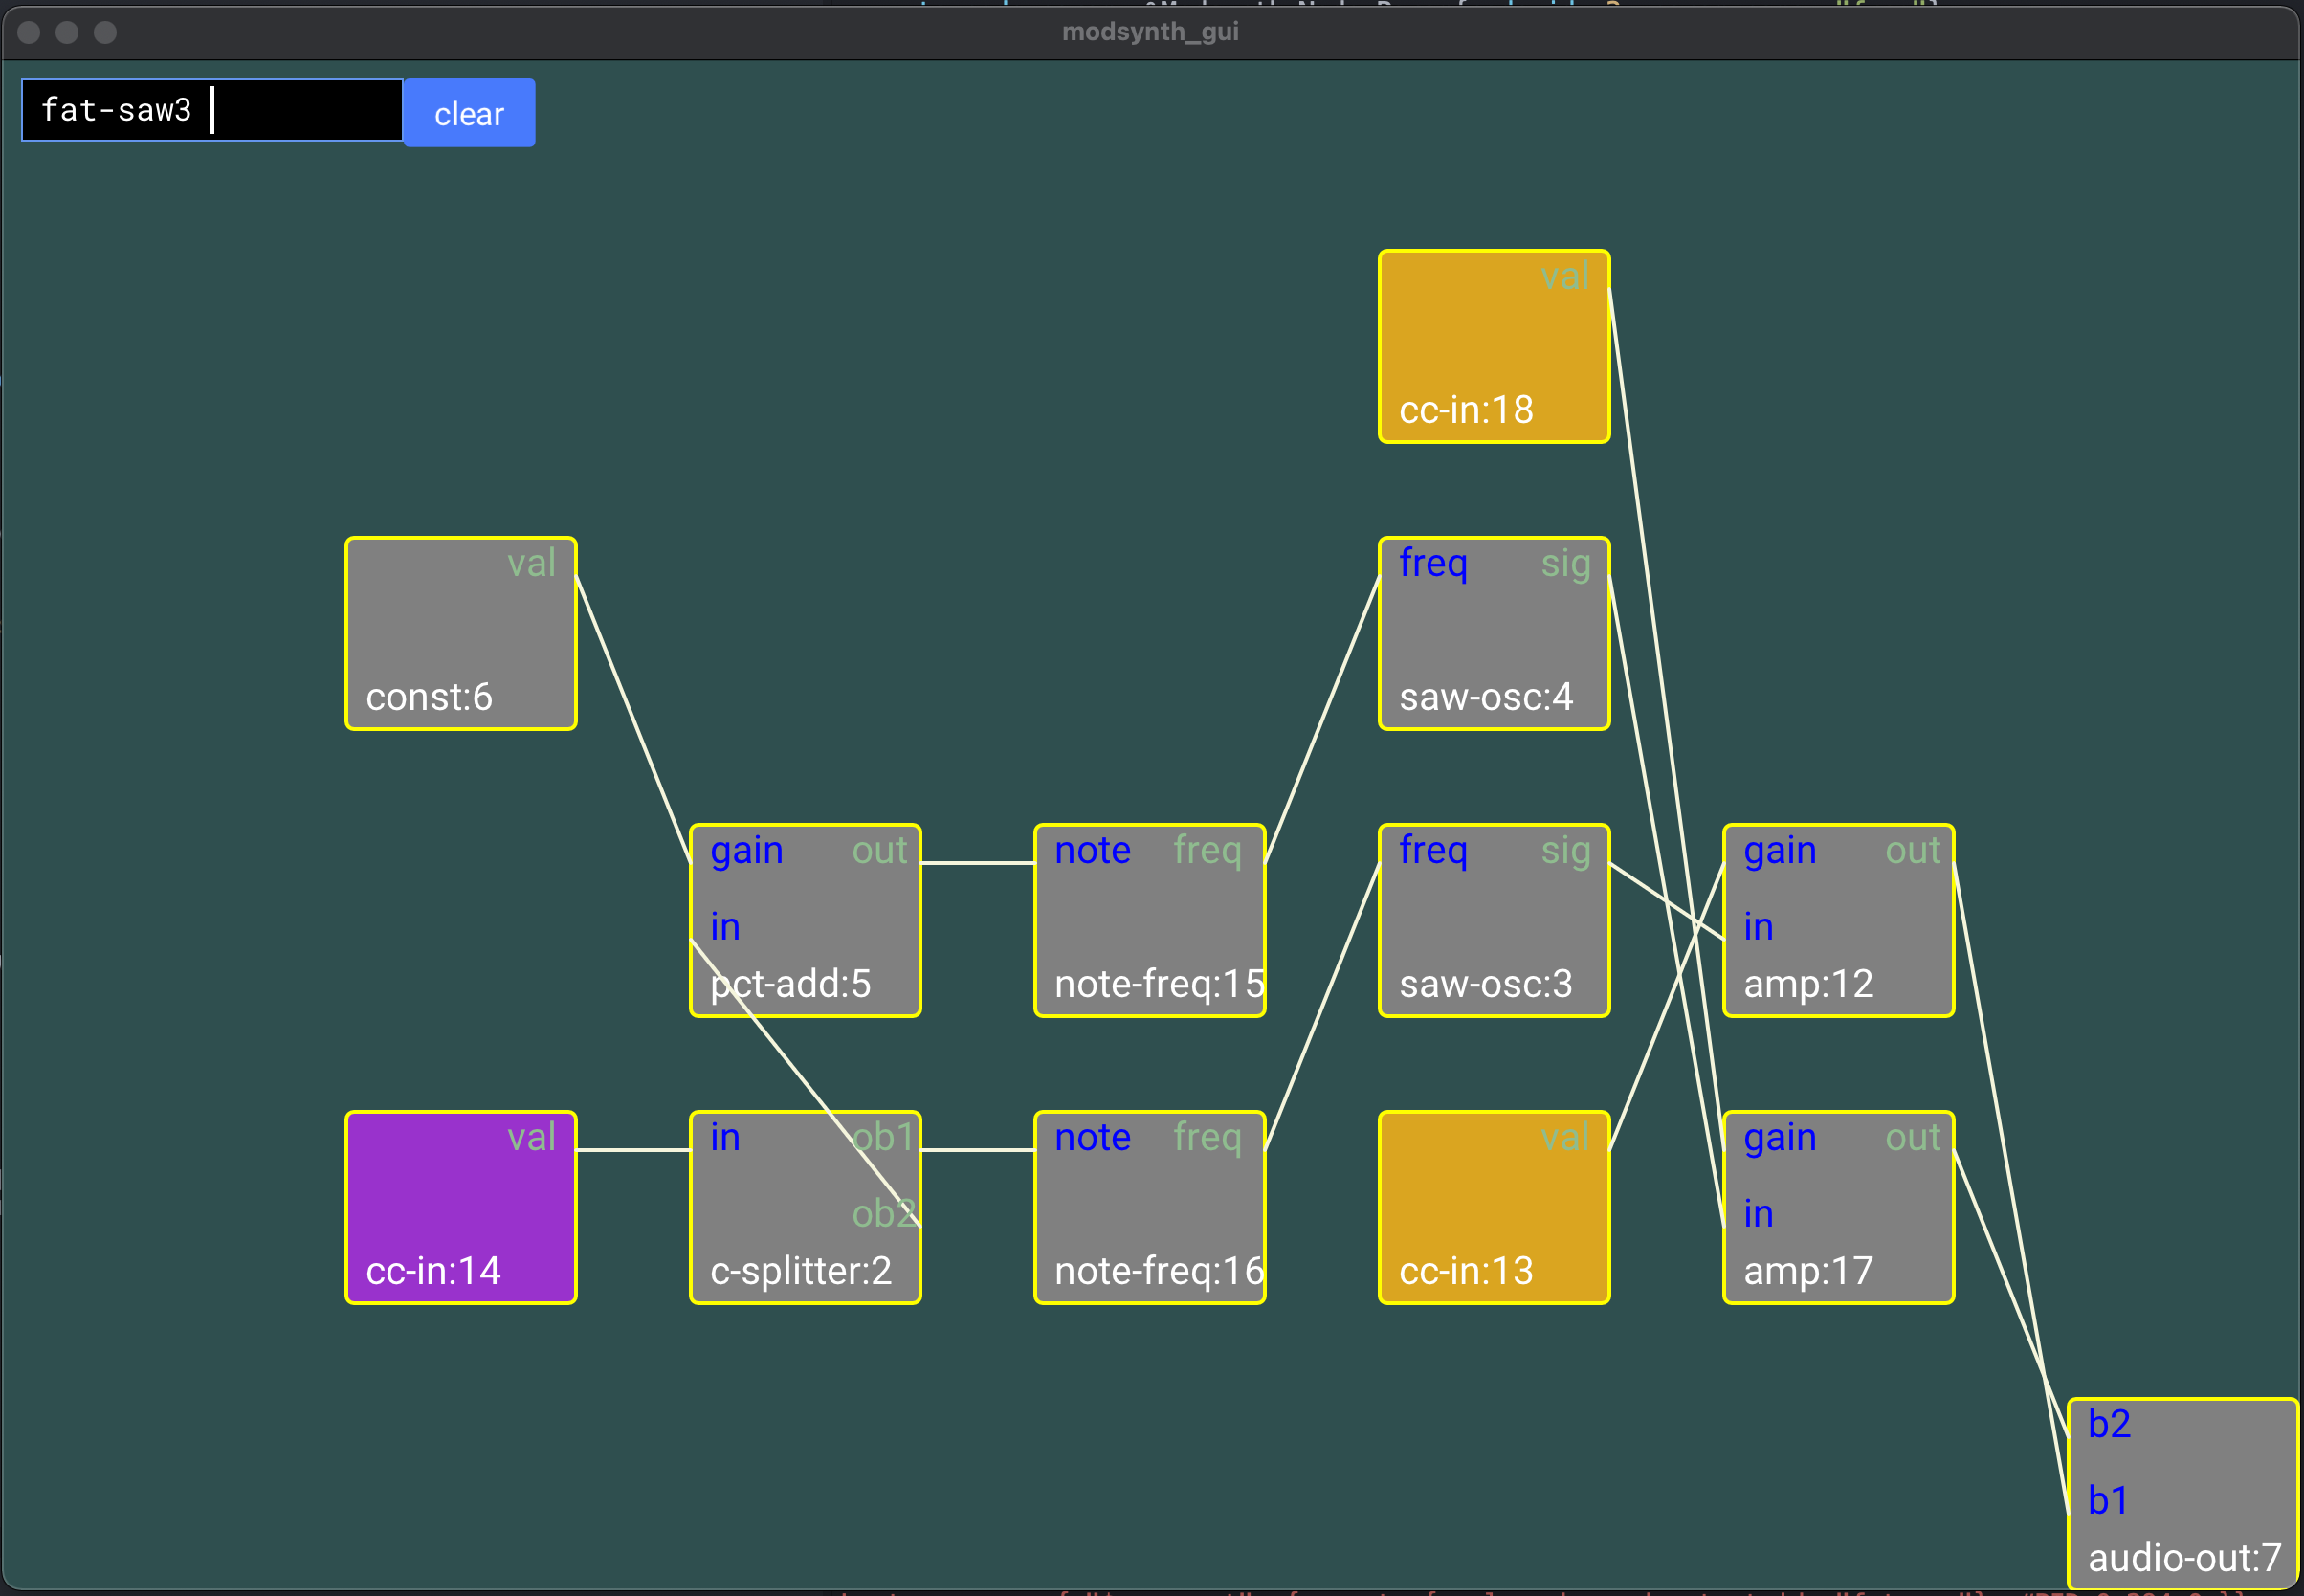 modsynth_gui
fat-saw3
clear
val
cc-in:18
val
const:6
freq sig
saw-osc:4
gain out
in
pct-add:5
note freq
note-freq:15
freq sig
saw-osc:3
gain out
in
amp:12
val
cc-in:14
in ob1
ob2
c-splitter:2
note freq
note-freq:16
val
cc-in:13
gain out
in
amp:17
b2
b1
audio-out:7